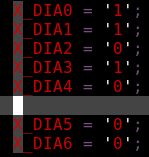 X_DIA0 = '1';
X_DIA1 = '1';
X_DIA2 = '0';
X_DIA3 = '1';
X_DIA4 = '0';
X_DIA5 = '0';
X_DIA6 = '0';